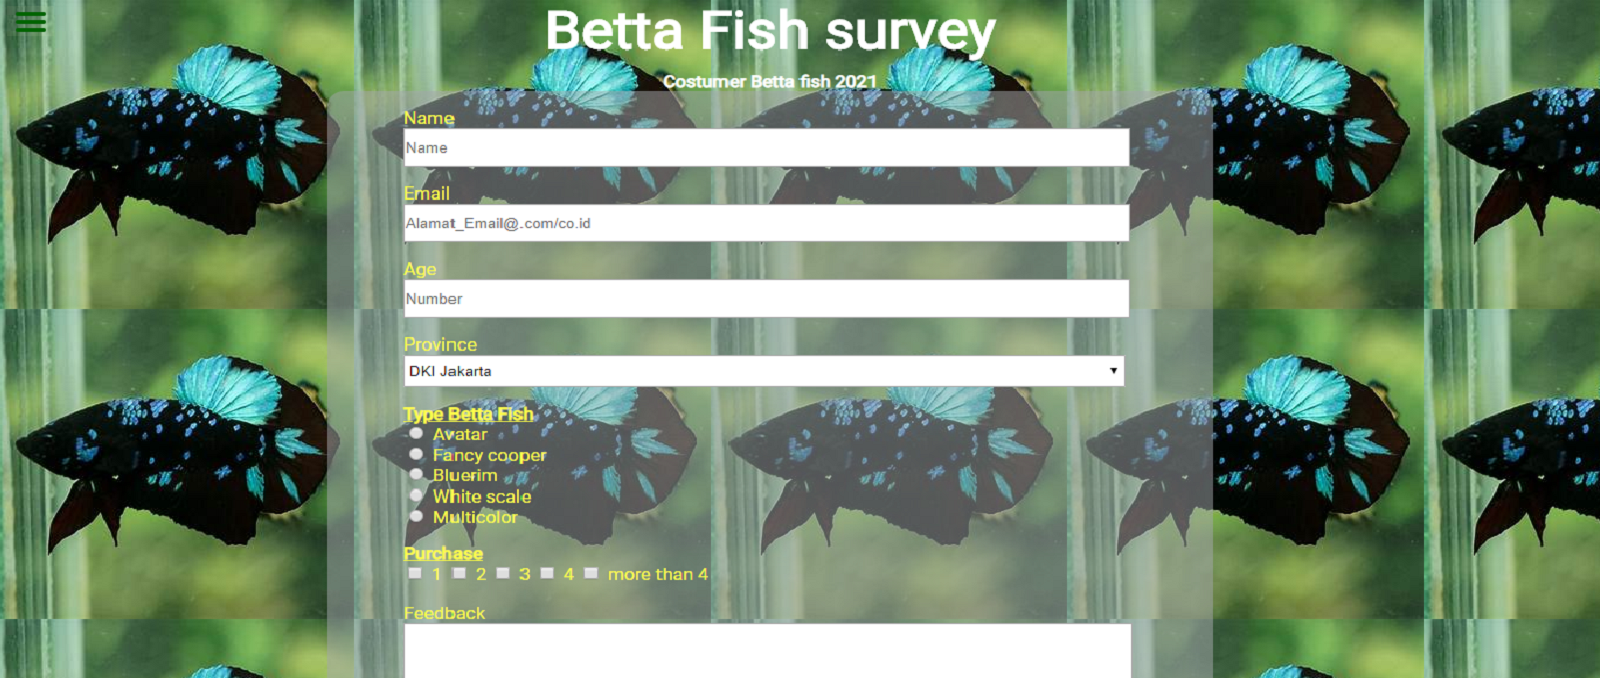 Betta Fish survey
Costumer Betta fish 2021
Name
Name
Email
Alamat_Email@.com/co.id
Age
Number
Province
DKI Jakarta
Type Betta Fish
Avatar
Fancy cooper
Bluerim
White scale
Multicolor
Purchase
1 2 3 4 more than 4
Feedback